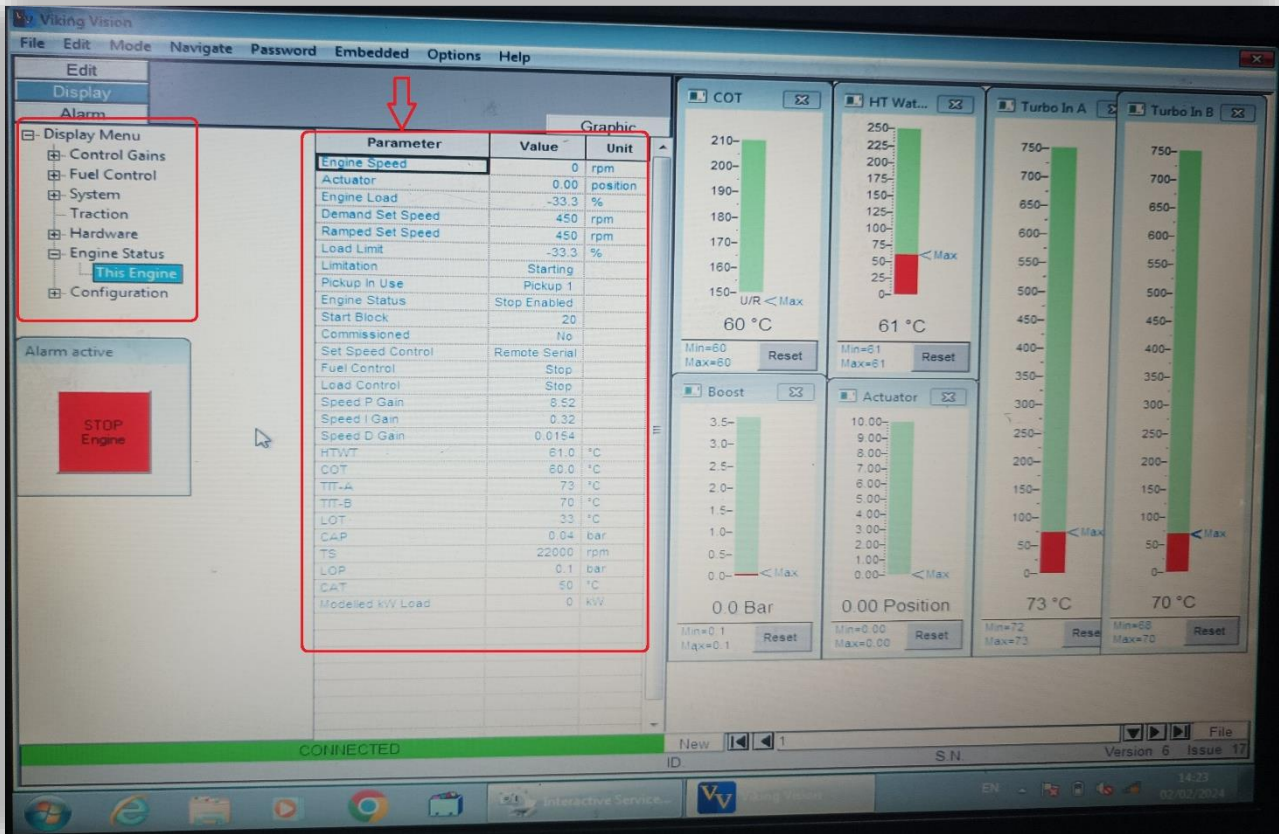 Viking Vision
File Edit Mode Navigate Password Embedded Options Help
Edit
Display
Alarm
Graphic
Display Menu
Control Gains
Fuel Control
System
Traction
Hardware
Engine Status
This Engine
Configuration
Alarm active
STOP
Engine
Parameter Value Unit
Engine Speed 0 rpm
Actuator 0.00 position
Engine Load -33.3 %
Demand Set Speed 450 rpm
Ramped Set Speed 450 rpm
Load Limit -33.3 %
Limitation Starting
Pickup In Use Pickup 1
Engine Status Stop Enabled
Start Block 20
Commissioned No
Set Speed Control Remote Serial
Fuel Control Stop
Load Control Stop
Speed P Gain 8.52
Speed I Gain 0.32
Speed D Gain 0.0154
HTWT 61.0 °C
COT 60.0 °C
TIT-A 73 °C
TIT-B 70 °C
LOT 33 °C
CAP 0.04 bar
TS 22000 rpm
LOP 0.1 bar
CAT 50 °C
Modelled kW Load 0 kW
COT
210-
200-
190-
180-
170-
160-
150-
U/R < Max
60 °C
Min=60
Max=60
Reset
HT Wat...
250-
225-
200-
175-
150-
125-
100-
75-
50-
25-
0-
< Max
61 °C
Min=61
Max=61
Reset
Turbo In A
750-
700-
650-
600-
550-
500-
450-
400-
350-
300-
250-
200-
150-
100-
50-
0-
< Max
73 °C
Min=72
Max=73
Rese
Turbo In B
750-
700-
650-
600-
550-
500-
450-
400-
350-
300-
250-
200-
150-
100-
50-
0-
< Max
70 °C
Min=68
Max=70
Reset
Boost
3.5-
3.0-
2.5-
2.0-
1.5-
1.0-
0.5-
0.0-
< Max
0.0 Bar
Min=0.1
Max=0.1
Reset
Actuator
10.00-
9.00-
8.00-
7.00-
6.00-
5.00-
4.00-
3.00-
2.00-
1.00-
0.00-
< Max
0.00 Position
Min=0.00
Max=0.00
Reset
CONNECTED
New 1 File
ID S.N. Version 6 Issue 17
Interactive Service...
VV Viking Vision
EN
14:23
02/02/2024